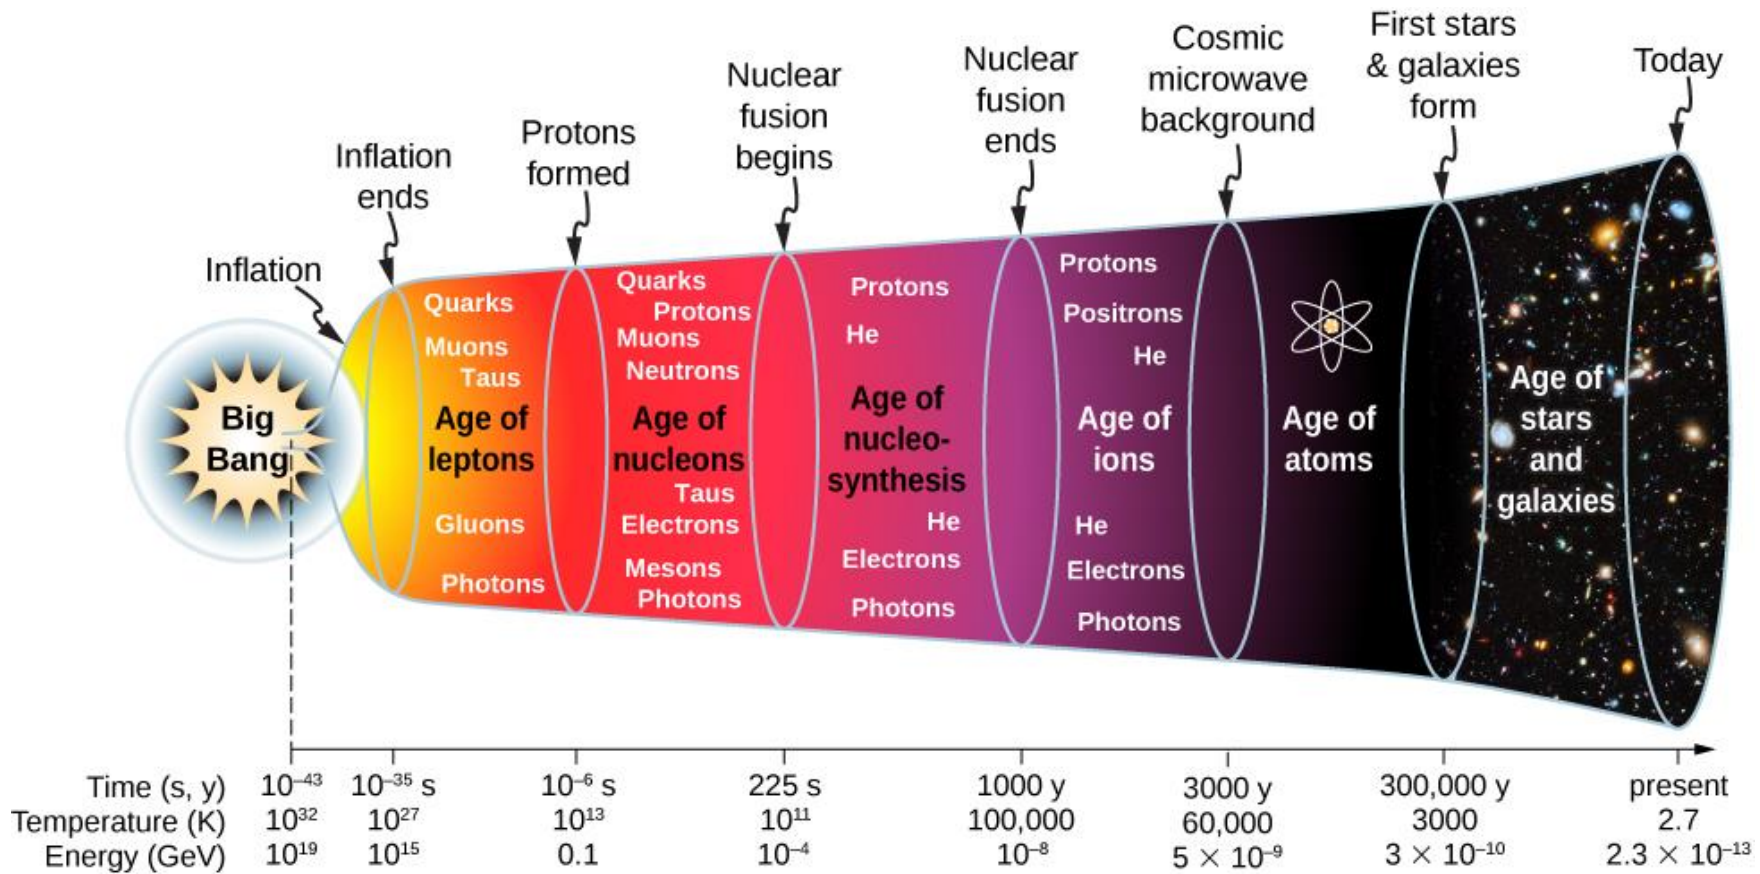 Inflation
Inflation
ends
Protons
formed
Nuclear
fusion
begins
Nuclear
fusion
ends
Cosmic
microwave
background
First stars
& galaxies
form
Today
Big
Bang
Quarks
Muons
Taus
Age of
leptons
Gluons
Photons
Quarks
Protons
Muons
Neutrons
Age of
nucleons
Taus
Electrons
Mesons
Photons
Protons
He
Age of
nucleo-
synthesis
He
Electrons
Photons
Protons
Positrons
He
Age of
ions
He
Electrons
Photons
Age of
atoms
Age of
stars
and
galaxies
Time (s, y) 10⁻⁴³ 10⁻³⁵ s 10⁻⁶ s 225 s 1000 y 3000 y 300,000 y present
Temperature (K) 10³² 10²⁷ 10¹³ 10¹¹ 100,000 60,000 3000 2.7
Energy (GeV) 10¹⁹ 10¹⁵ 0.1 10⁻⁴ 10⁻⁸ 5 × 10⁻⁹ 3 × 10⁻¹⁰ 2.3 × 10⁻¹³